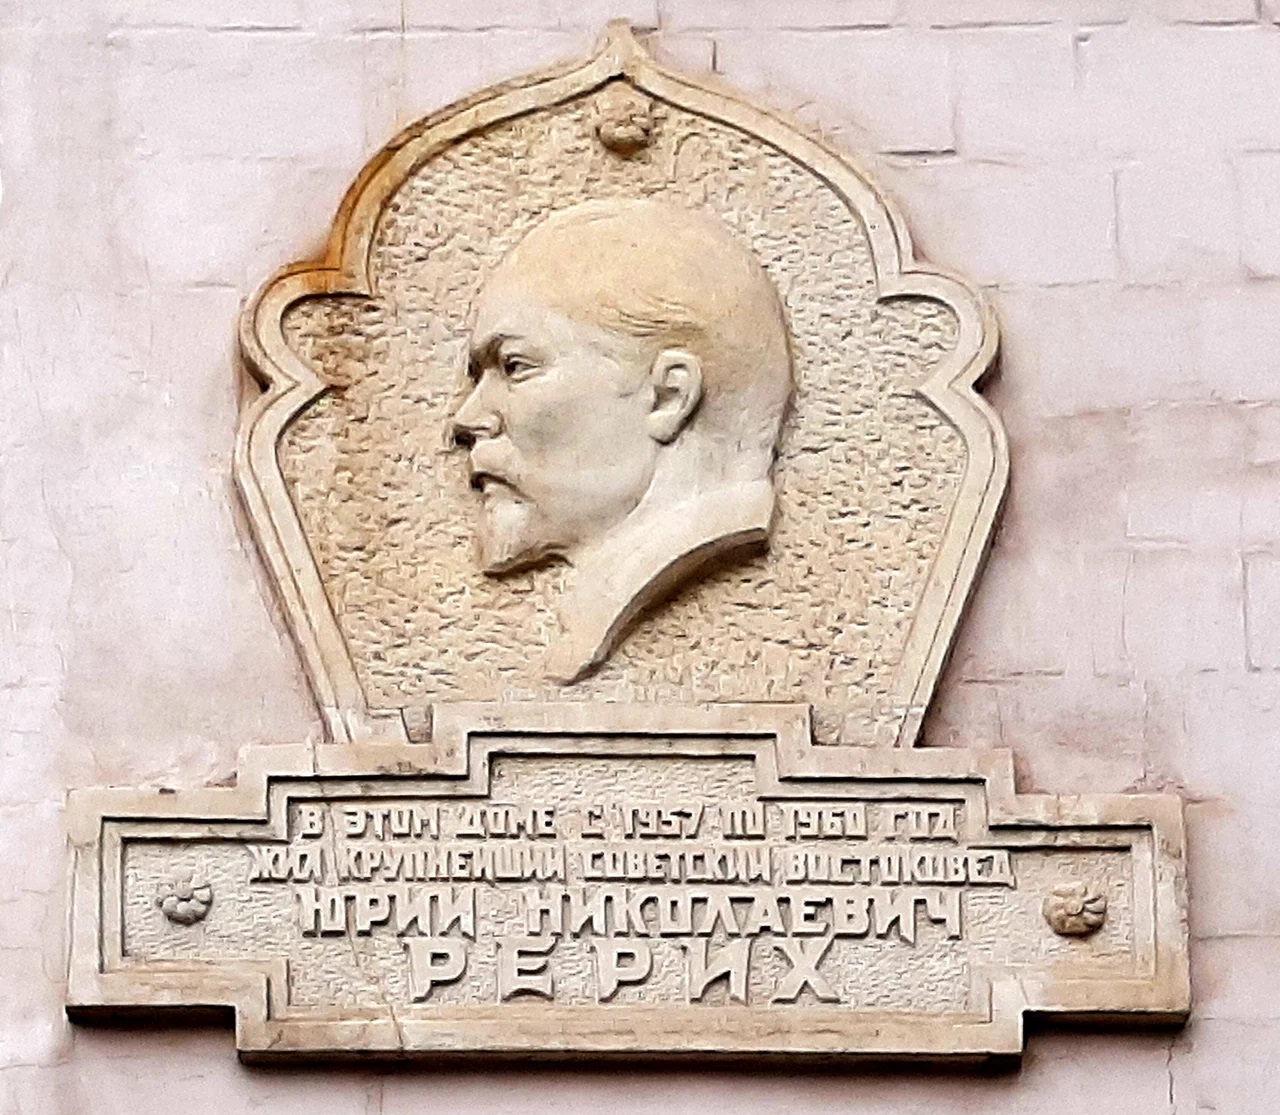 В ЭТОМ ДОМЕ С 1957 ПО 1960 ГОД
ЖИЛ КРУПНЕЙШИЙ СОВЕТСКИЙ ВОСТОКОВЕД
ЮРИЙ НИКОЛАЕВИЧ
РЕРИХ